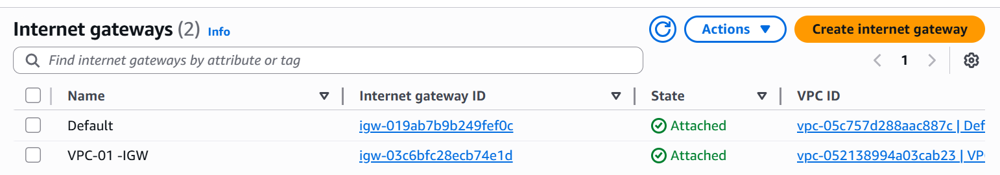 Internet gateways (2) Info
Actions
Create internet gateway
Find internet gateways by attribute or tag
1
Name Internet gateway ID State VPC ID
Default igw-019ab7b9b249fef0c Attached vpc-05c757d288aac887c | Def
VPC-01 -IGW igw-03c6bfc28ecb74e1d Attached vpc-052138994a03cab23 | VP